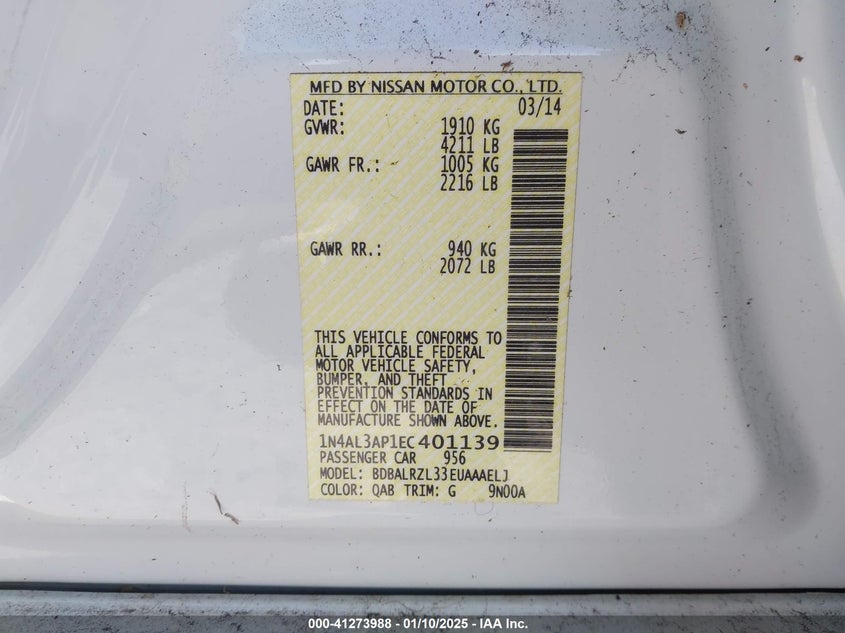 MFD BY NISSAN MOTOR CO., LTD.
DATE: 03/14
GVWR: 1910 KG
4211 LB
GAWR FR.: 1005 KG
2216 LB
GAWR RR.: 940 KG
2072 LB
THIS VEHICLE CONFORMS TO
ALL APPLICABLE FEDERAL
MOTOR VEHICLE SAFETY,
BUMPER, AND THEFT
PREVENTION STANDARDS IN
EFFECT ON THE DATE OF
MANUFACTURE SHOWN ABOVE.
1N4AL3AP1EC401139
PASSENGER CAR 956
MODEL: BDBALRZL33EUAAAELJ
COLOR: QAB TRIM: G 9N00A
000-41273988 - 01/10/2025 - IAA Inc.